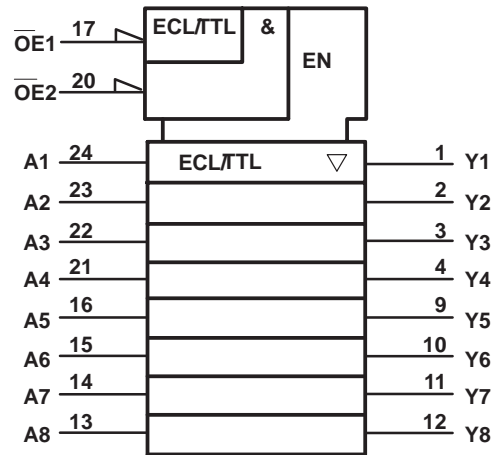 OE1 17 ECL/TTL & EN
OE2 20
A1 24 ECL/TTL ▽ 1 Y1
A2 23 2 Y2
A3 22 3 Y3
A4 21 4 Y4
A5 16 9 Y5
A6 15 10 Y6
A7 14 11 Y7
A8 13 12 Y8